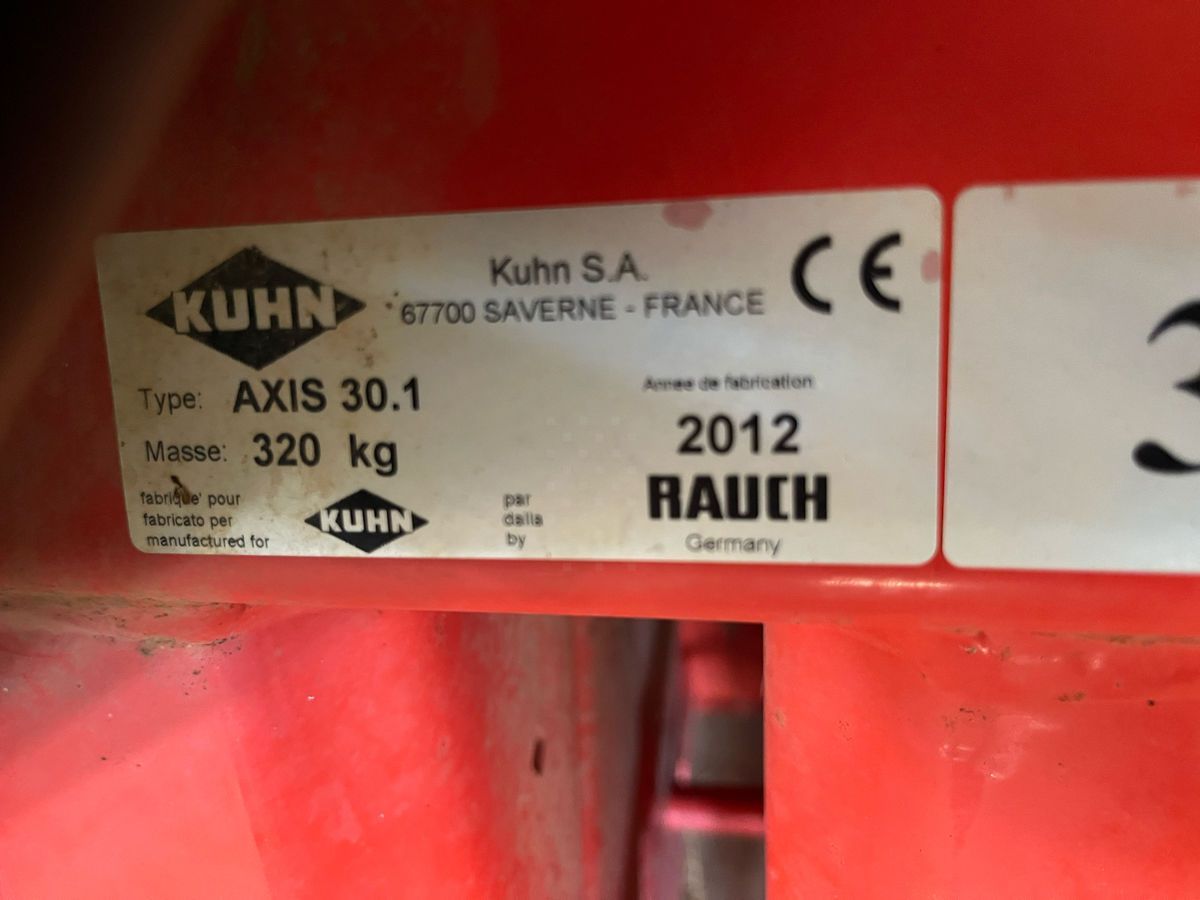 KUHN
Kuhn S.A.
67700 SAVERNE - FRANCE
CE
Type: AXIS 30.1
Masse: 320 kg
Annee de fabrication
2012
fabrique' pour
fabricato per
manufactured for
KUHN
par
dalla
by
RAUCH
Germany